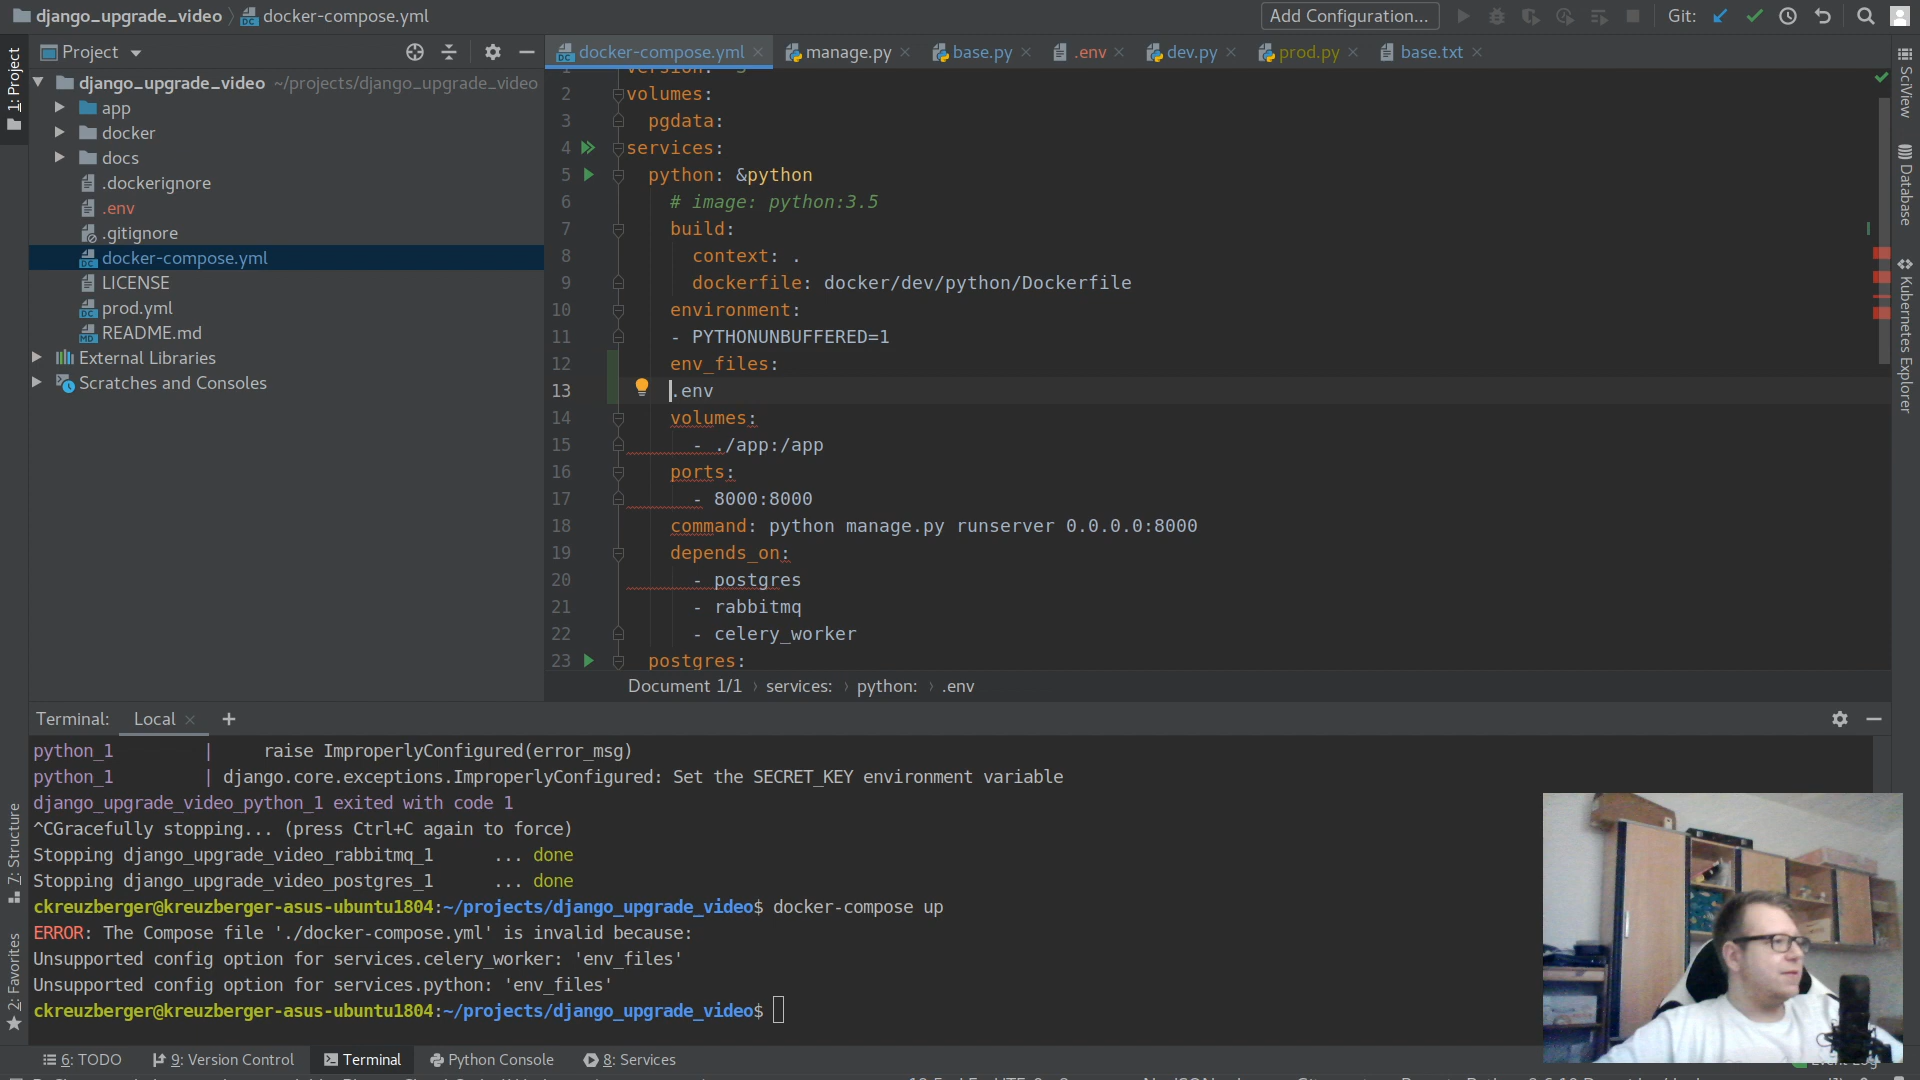 django_upgrade_video
docker-compose.yml
Add Configuration...
Git:
1: Project
Project
docker-compose.yml
manage.py
base.py
.env
dev.py
prod.py
base.txt
django_upgrade_video ~/projects/django_upgrade_video
app
docker
docs
.dockerignore
.env
.gitignore
docker-compose.yml
LICENSE
prod.yml
README.md
External Libraries
Scratches and Consoles
2 volumes:
3 pgdata:
4 services:
5 python: &python
6 # image: python:3.5
7 build:
8 context: .
9 dockerfile: docker/dev/python/Dockerfile
10 environment:
11 - PYTHONUNBUFFERED=1
12 env_files:
13 .env
14 volumes:
15 - ./app:/app
16 ports:
17 - 8000:8000
18 command: python manage.py runserver 0.0.0.0:8000
19 depends_on:
20 - postgres
21 - rabbitmq
22 - celery_worker
23 postgres:
Document 1/1 › services: › python: › .env
SciView
Database
Kubernetes Explorer
Terminal: Local
python_1 | raise ImproperlyConfigured(error_msg)
python_1 | django.core.exceptions.ImproperlyConfigured: Set the SECRET_KEY environment variable
django_upgrade_video_python_1 exited with code 1
^CGracefully stopping... (press Ctrl+C again to force)
Stopping django_upgrade_video_rabbitmq_1 ... done
Stopping django_upgrade_video_postgres_1 ... done
ckreuzberger@kreuzberger-asus-ubuntu1804:~/projects/django_upgrade_video$ docker-compose up
ERROR: The Compose file './docker-compose.yml' is invalid because:
Unsupported config option for services.celery_worker: 'env_files'
Unsupported config option for services.python: 'env_files'
ckreuzberger@kreuzberger-asus-ubuntu1804:~/projects/django_upgrade_video$
7: Structure
2: Favorites
6: TODO
9: Version Control
Terminal
Python Console
8: Services
Event Log